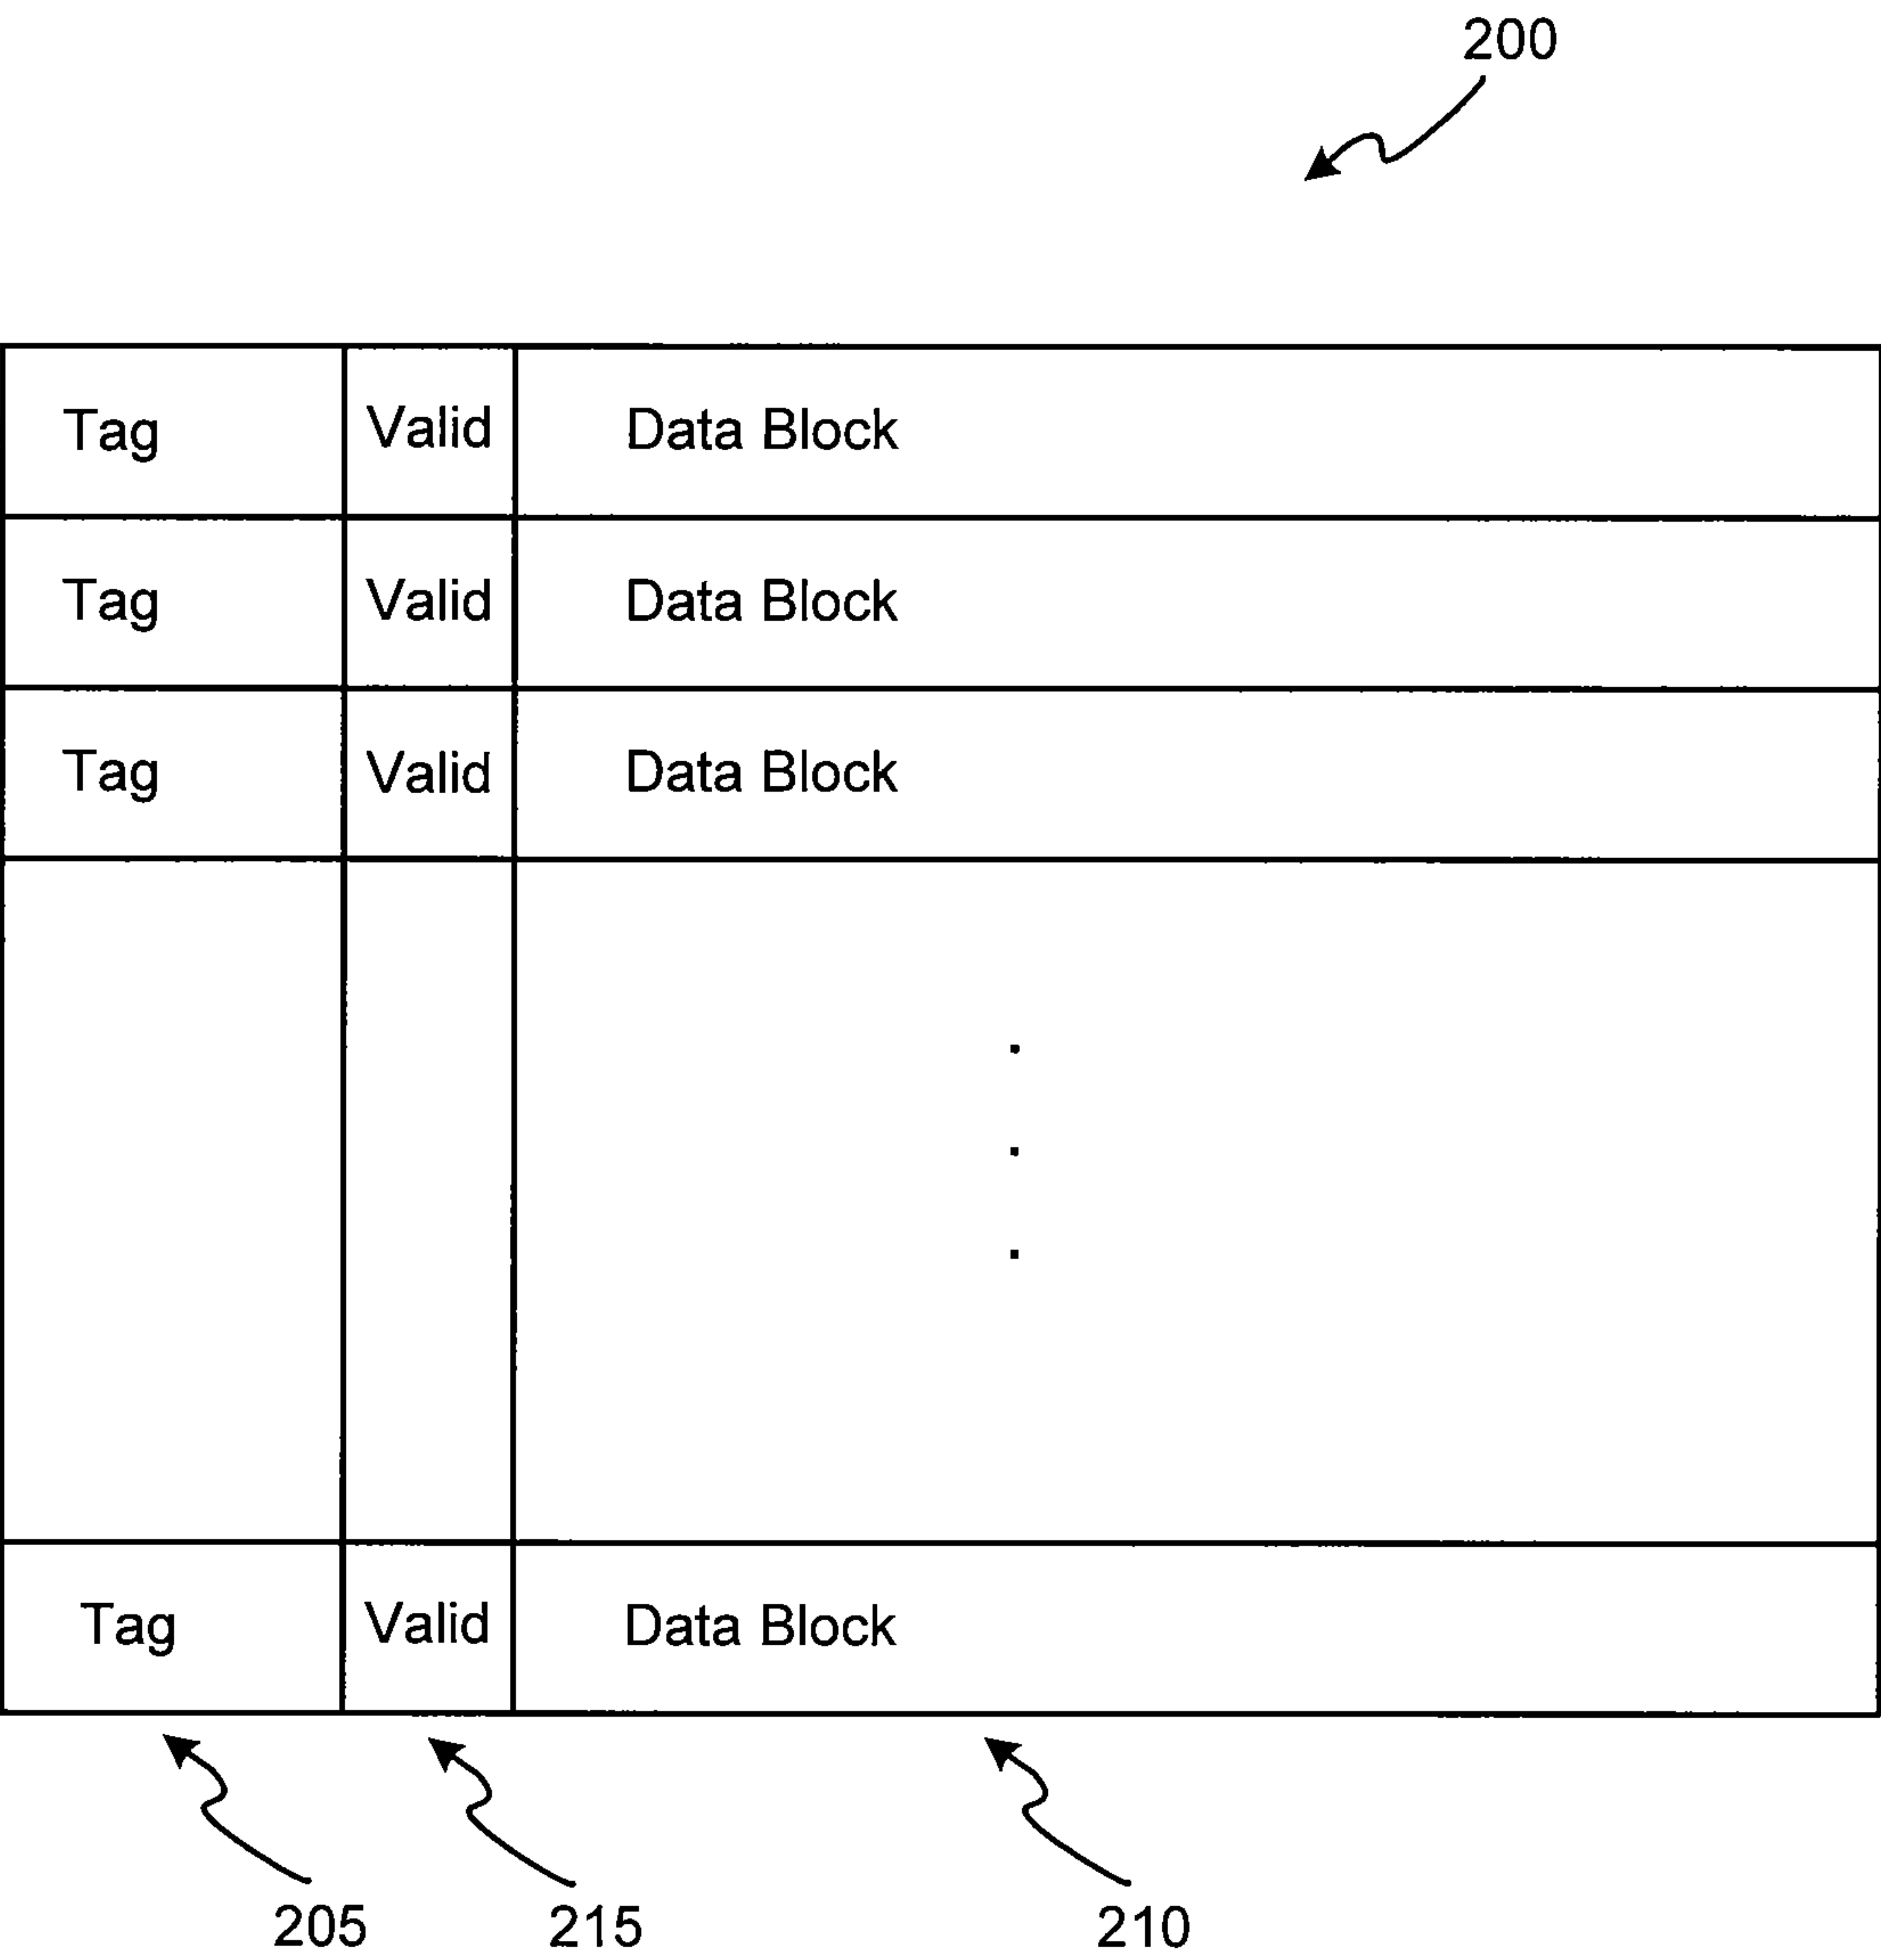 200
Tag Valid Data Block
Tag Valid Data Block
Tag Valid Data Block
.
.
.
Tag Valid Data Block
205 215 210